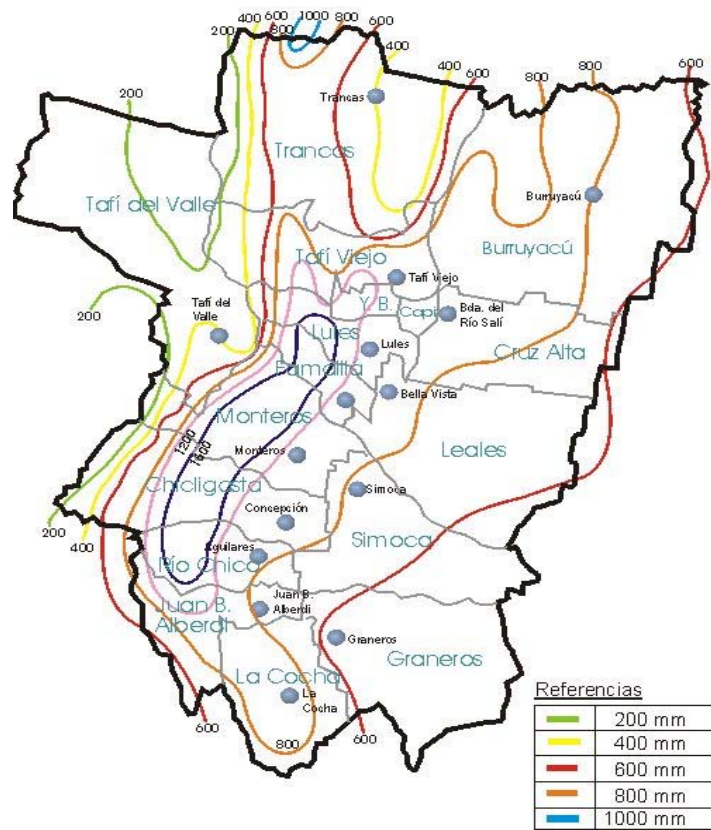 1000
400 600 800 600
200 800
400
600
800
400
600
800
200
Trancas
Trancas
Tafí del Valle
Burruyacú
Burruyacú
Tafí Viejo
Tafí Viejo
Y. B.
Capi
Bda. del
Río Salí
200
Tafí del
Valle
Lules
Lules
Cruz Alta
Famaillá
Bella Vista
Monteros
Leales
1200
1600
Monteros
Chicligasta
Simoca
Concepción
200
400
Simoca
Aguilares
Río Chico
Juan B.
Alberdi
Juan B.
Alberdi
Graneros
Graneros
La Cocha
La
Cocha
600
800
600
Referencias
200 mm
400 mm
600 mm
800 mm
1000 mm